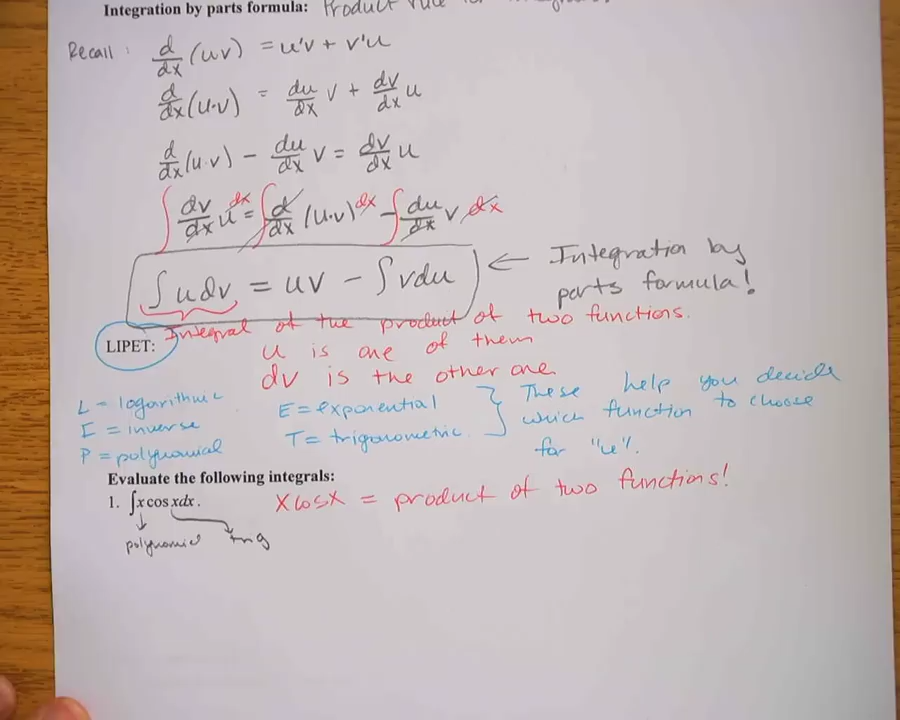 Integration by parts formula: Product rule
Recall: d/dx (uv) = u'v + v'u
d/dx (u·v) = du/dx v + dv/dx u
d/dx (u·v) - du/dx v = dv/dx u
∫ dv/dx u dx = ∫ d/dx (u·v) dx - ∫ du/dx v dx
∫ u dv = uv - ∫ v du ← Integration by
parts formula!
Integral of the product of two functions.
LIPET:
u is one of them
dv is the other one
L = logarithmic E = exponential } These help you decide
I = inverse T = trigonometric which function to choose
P = polynomial for "u".
Evaluate the following integrals:
1. ∫x cos xdx. x cos x = product of two functions!
polynomial trig